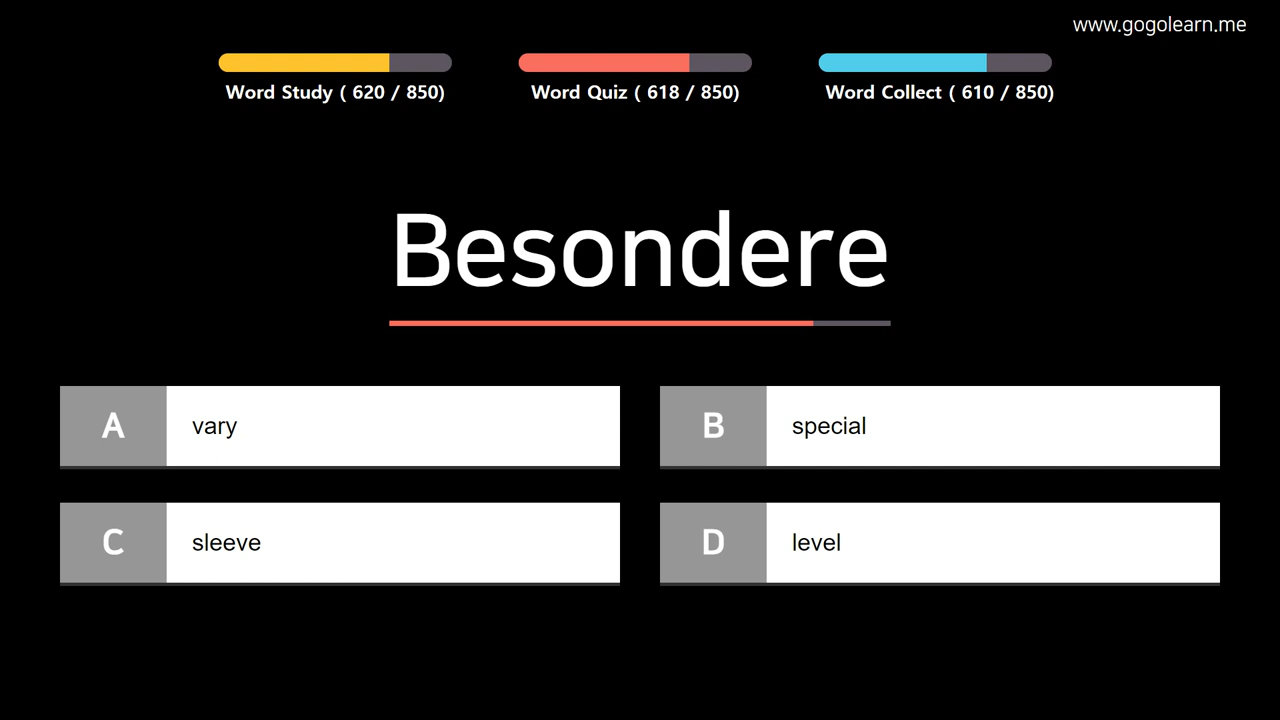 www.gogolearn.me
Word Study ( 620 / 850)
Word Quiz ( 618 / 850)
Word Collect ( 610 / 850)
Besondere
A vary
B special
C sleeve
D level